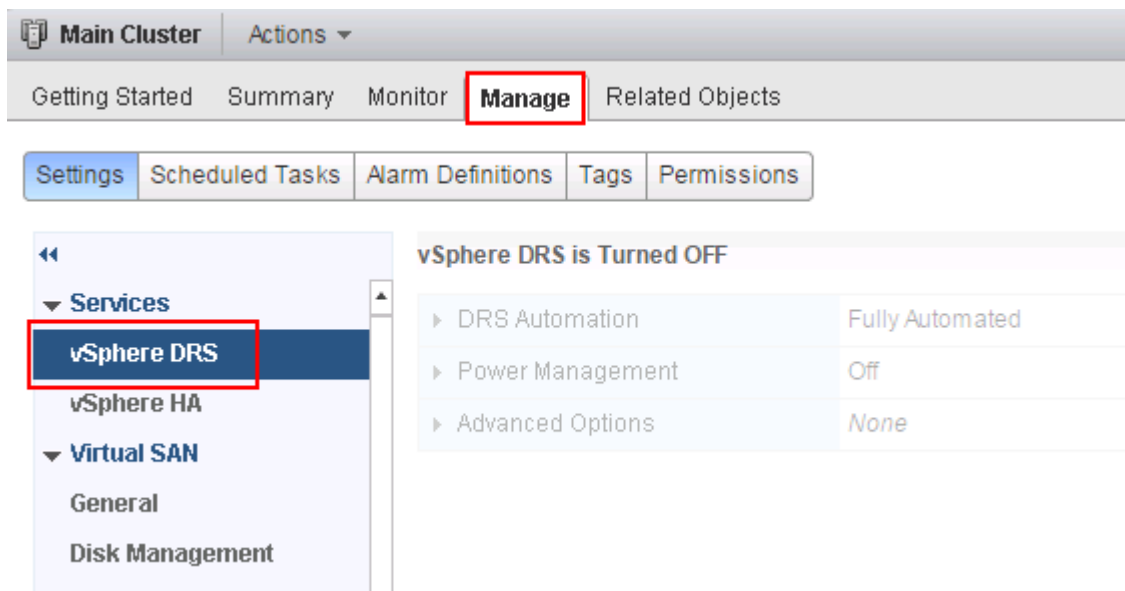 Main Cluster Actions
Getting Started Summary Monitor Manage Related Objects
Settings Scheduled Tasks Alarm Definitions Tags Permissions
vSphere DRS is Turned OFF
Services
vSphere DRS
vSphere HA
Virtual SAN
General
Disk Management
DRS Automation Fully Automated
Power Management Off
Advanced Options None